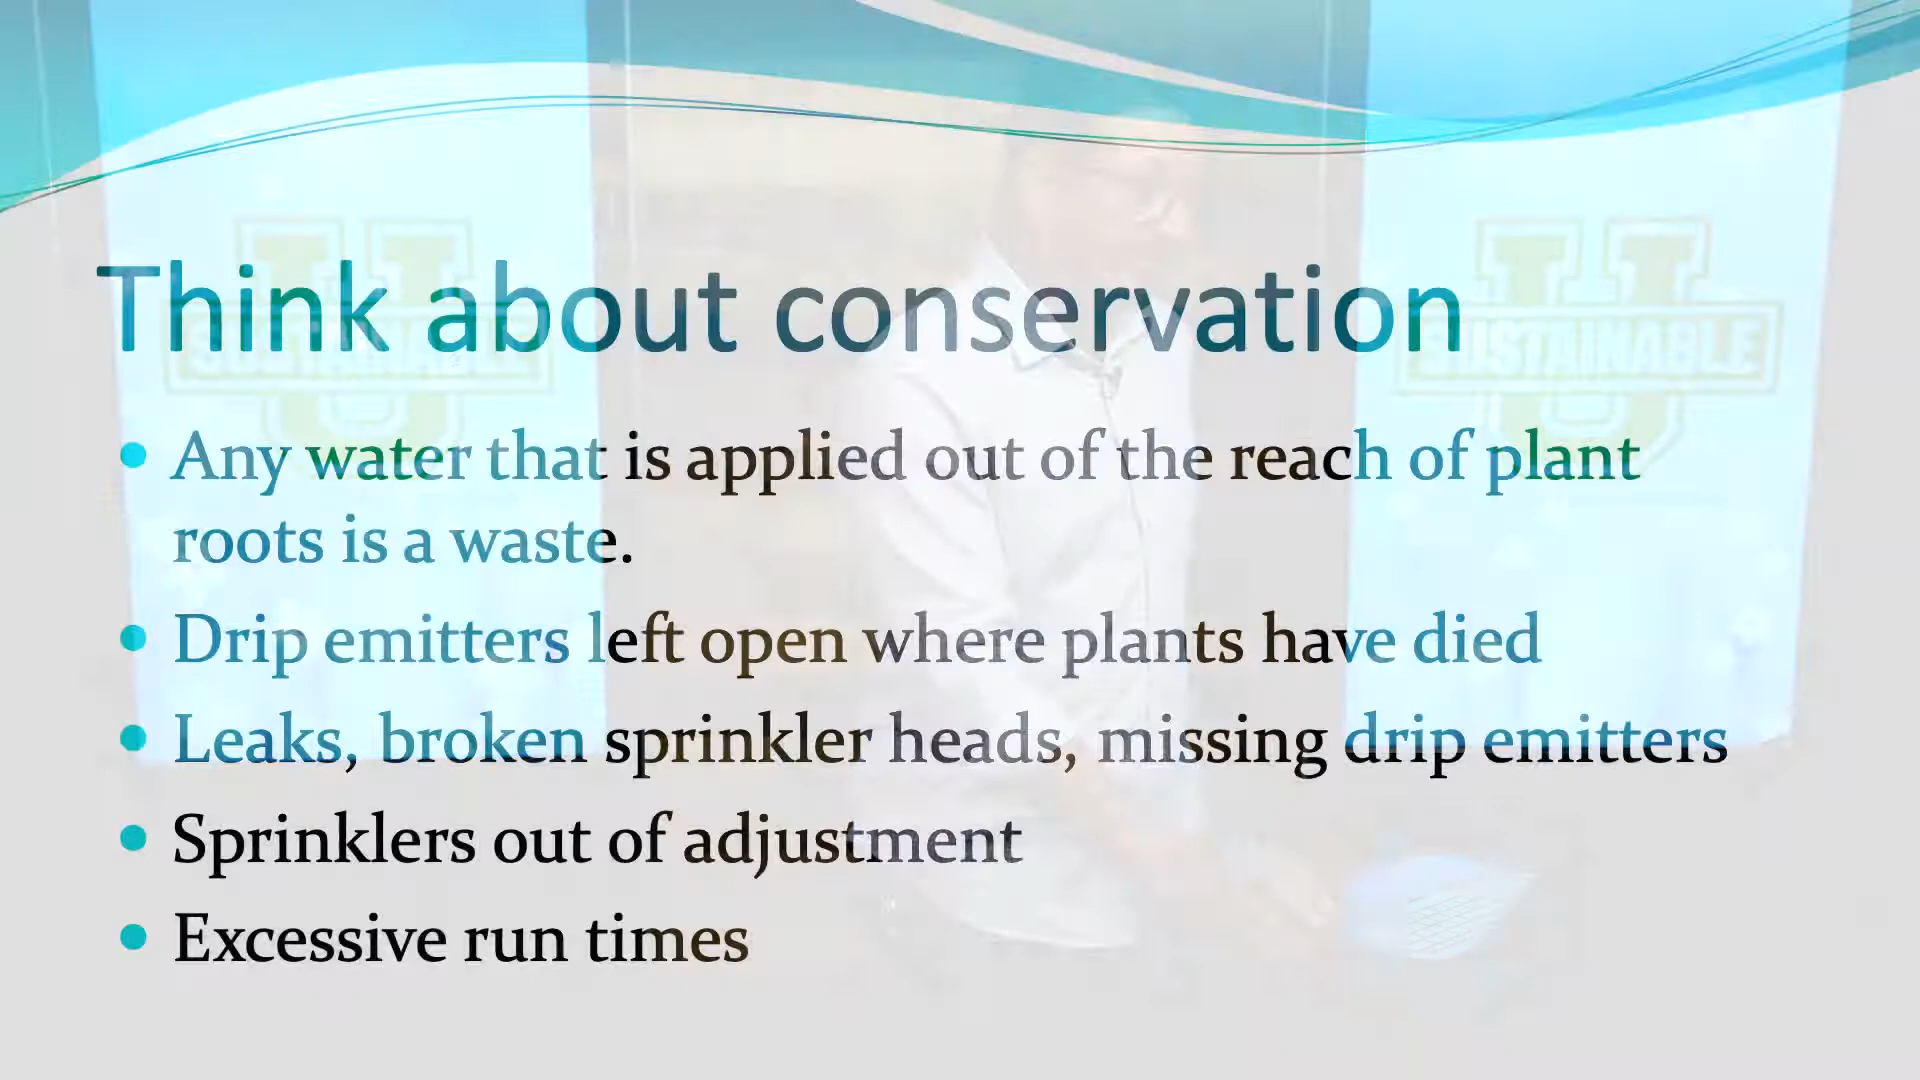 Think about conservation
Any water that is applied out of the reach of plant
roots is a waste.
Drip emitters left open where plants have died
Leaks, broken sprinkler heads, missing drip emitters
Sprinklers out of adjustment
Excessive run times
U
SUSTAINABLE
U
SUSTAINABLE